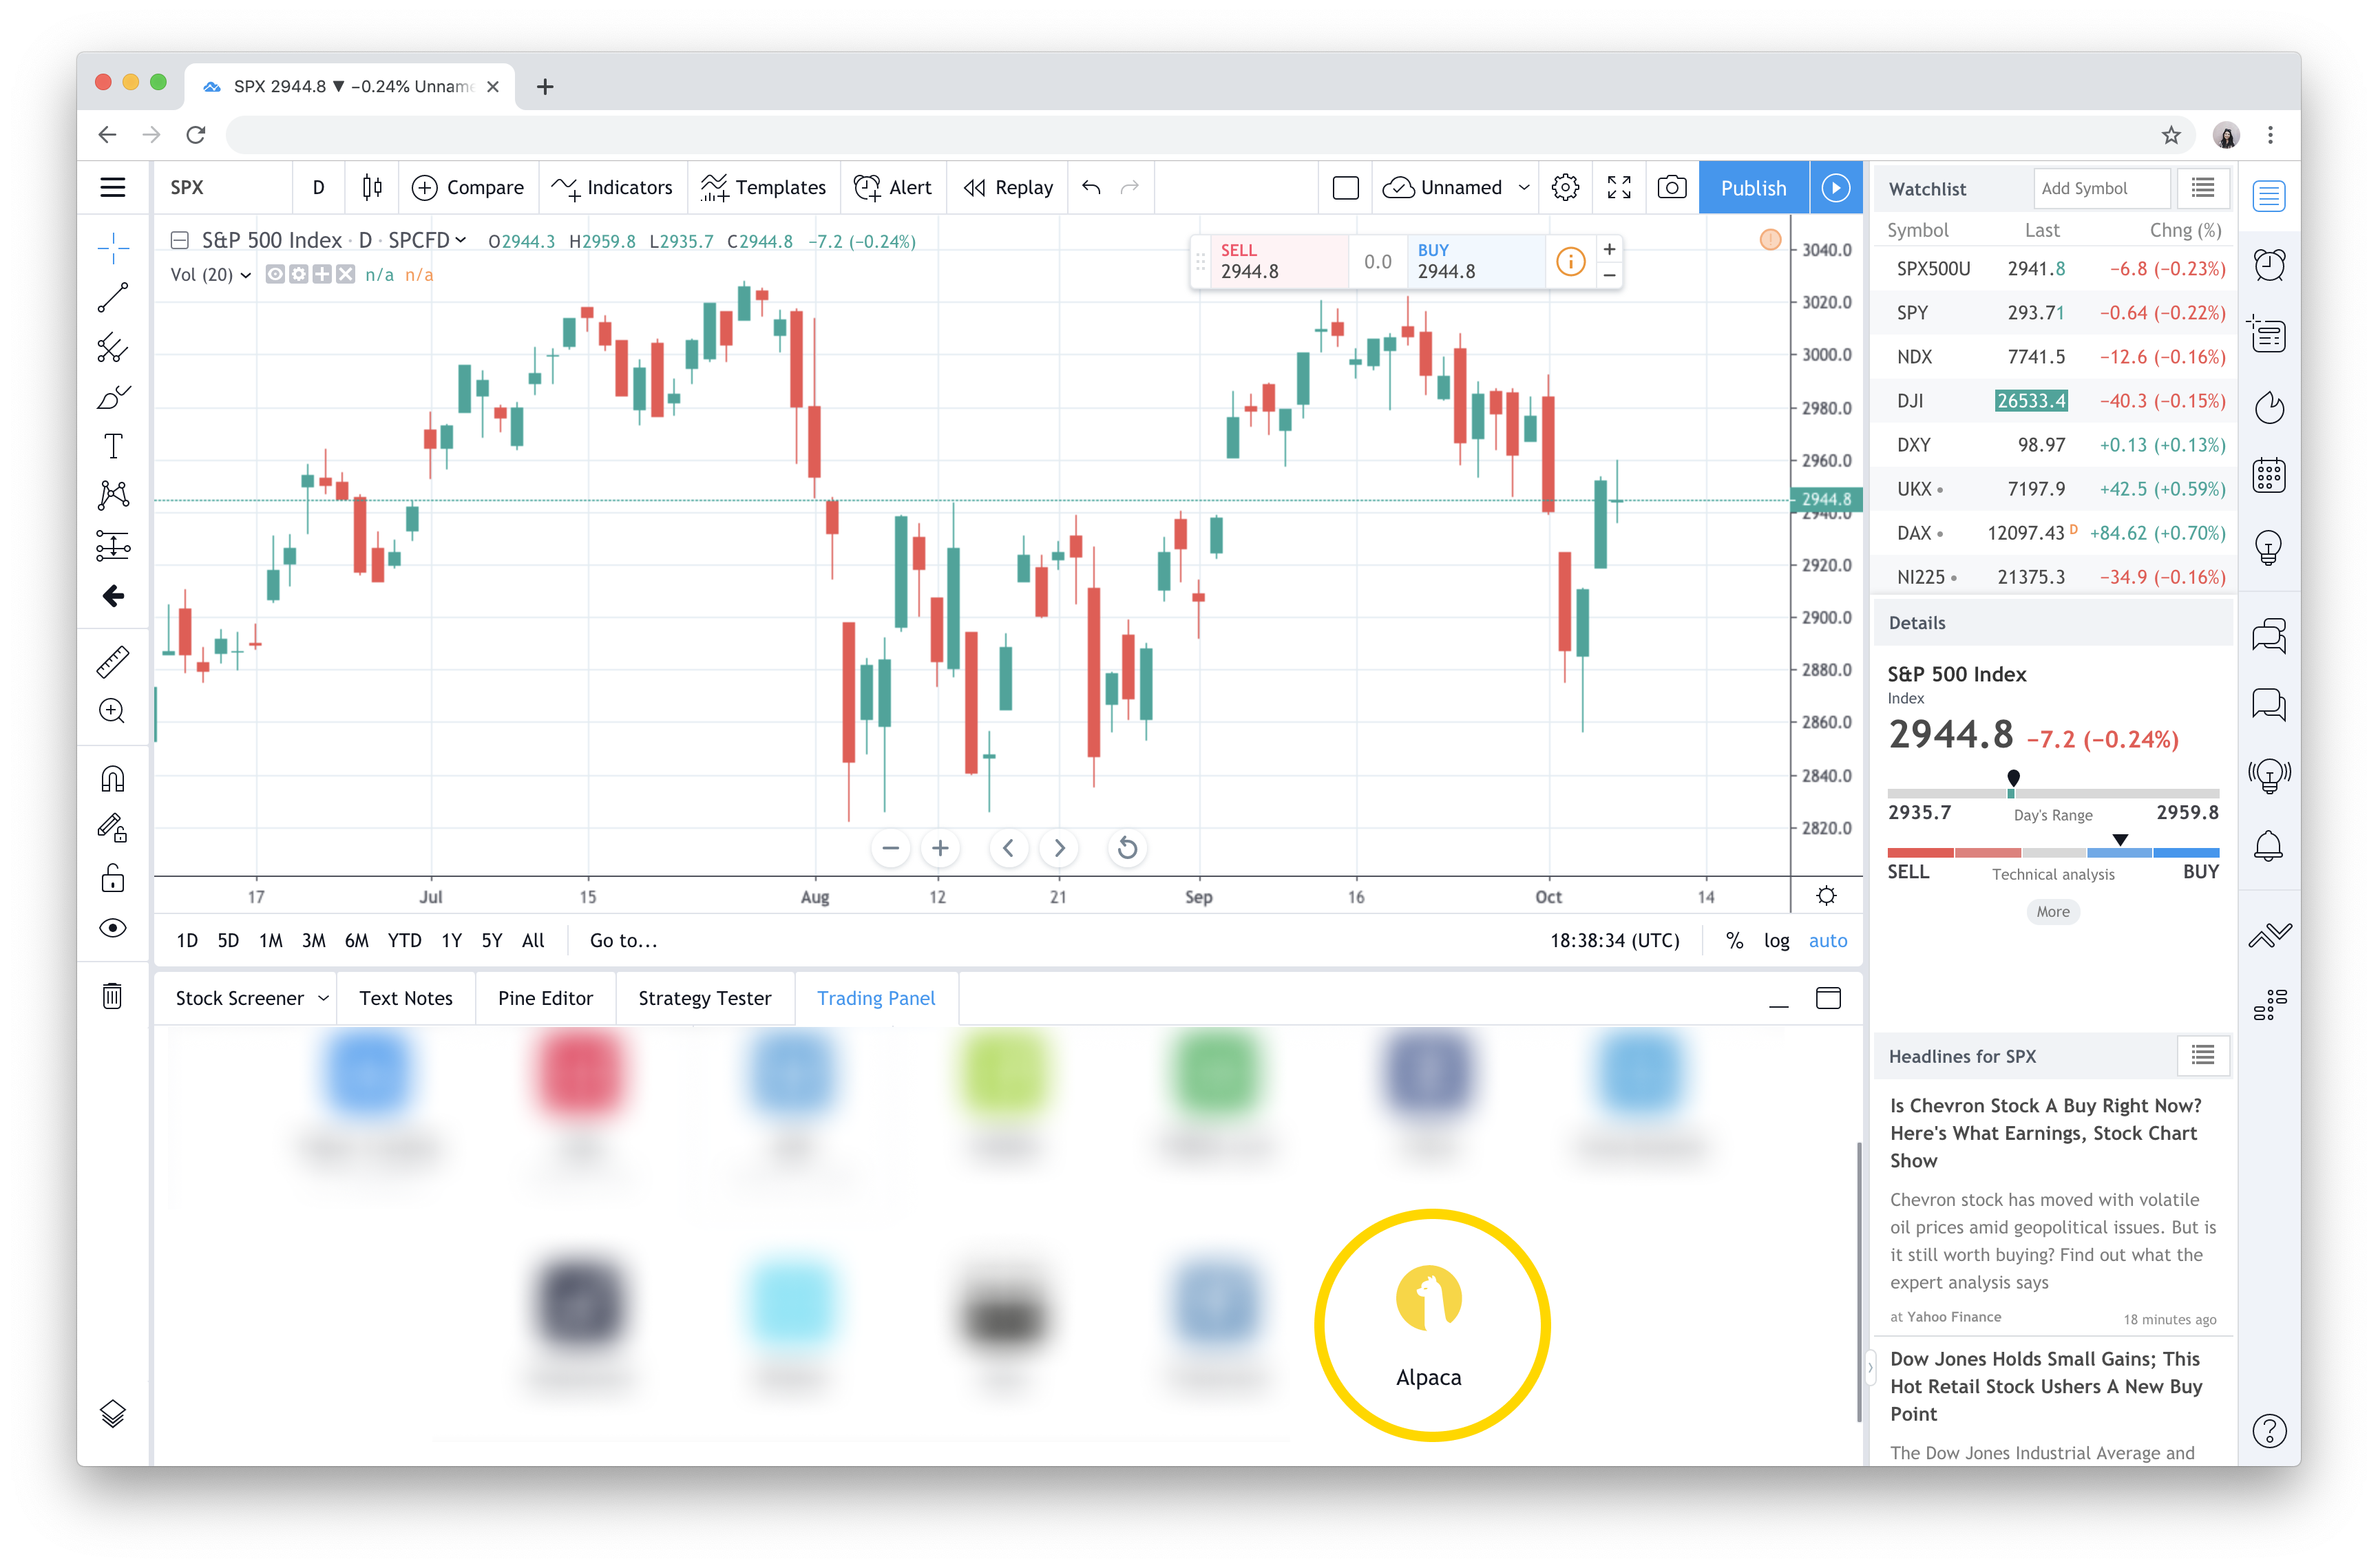 SPX 2944.8 ▼ −0.24% Unname
SPX D Compare Indicators Templates Alert Replay Unnamed Publish
S&P 500 Index · D · SPCFD O2944.3 H2959.8 L2935.7 C2944.8 −7.2 (−0.24%)
Vol (20) n/a n/a
SELL
2944.8
0.0
BUY
2944.8
3040.0
3020.0
3000.0
2980.0
2960.0
2944.8
2940.0
2920.0
2900.0
2880.0
2860.0
2840.0
2820.0
17 Jul 15 Aug 12 21 Sep 16 Oct 14
1D 5D 1M 3M 6M YTD 1Y 5Y All Go to... 18:38:34 (UTC) % log auto
Stock Screener Text Notes Pine Editor Strategy Tester Trading Panel
Alpaca
Watchlist Add Symbol
Symbol Last Chng (%)
SPX500U 2941.8 −6.8 (−0.23%)
SPY 293.71 −0.64 (−0.22%)
NDX 7741.5 −12.6 (−0.16%)
DJI 26533.4 −40.3 (−0.15%)
DXY 98.97 +0.13 (+0.13%)
UKX • 7197.9 +42.5 (+0.59%)
DAX • 12097.43 D +84.62 (+0.70%)
NI225 • 21375.3 −34.9 (−0.16%)
Details
S&P 500 Index
Index
2944.8 −7.2 (−0.24%)
2935.7 Day's Range 2959.8
SELL Technical analysis BUY
More
Headlines for SPX
Is Chevron Stock A Buy Right Now?
Here's What Earnings, Stock Chart
Show
Chevron stock has moved with volatile
oil prices amid geopolitical issues. But is
it still worth buying? Find out what the
expert analysis says
at Yahoo Finance 18 minutes ago
Dow Jones Holds Small Gains; This
Hot Retail Stock Ushers A New Buy
Point
The Dow Jones Industrial Average and